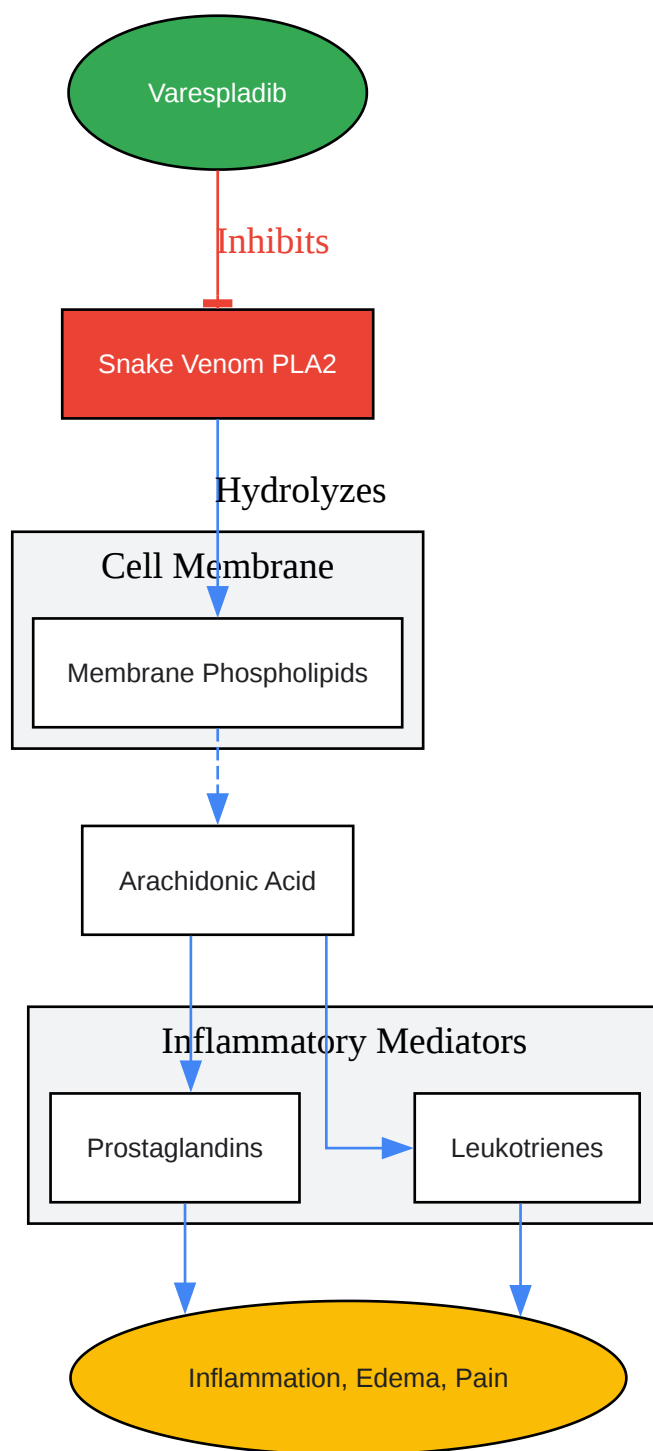 Varespladib
Inhibits
Snake Venom PLA2
Hydrolyzes
Cell Membrane
Membrane Phospholipids
Arachidonic Acid
Inflammatory Mediators
Prostaglandins
Leukotrienes
Inflammation, Edema, Pain